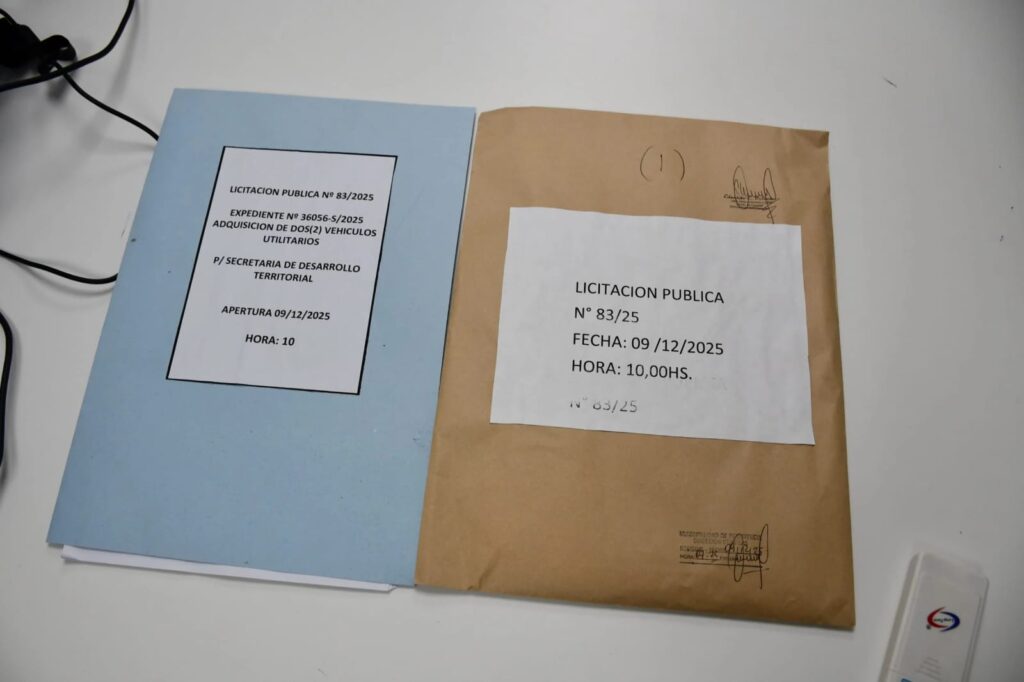 LICITACION PUBLICA Nº 83/2025
EXPEDIENTE Nº 36056-S/2025
ADQUISICION DE DOS(2) VEHICULOS
UTILITARIOS
P/ SECRETARIA DE DESARROLLO
TERRITORIAL
APERTURA 09/12/2025
HORA: 10
(1)
LICITACION PUBLICA
N° 83/25
FECHA: 09 /12/2025
HORA: 10,00HS.
N° 83/25